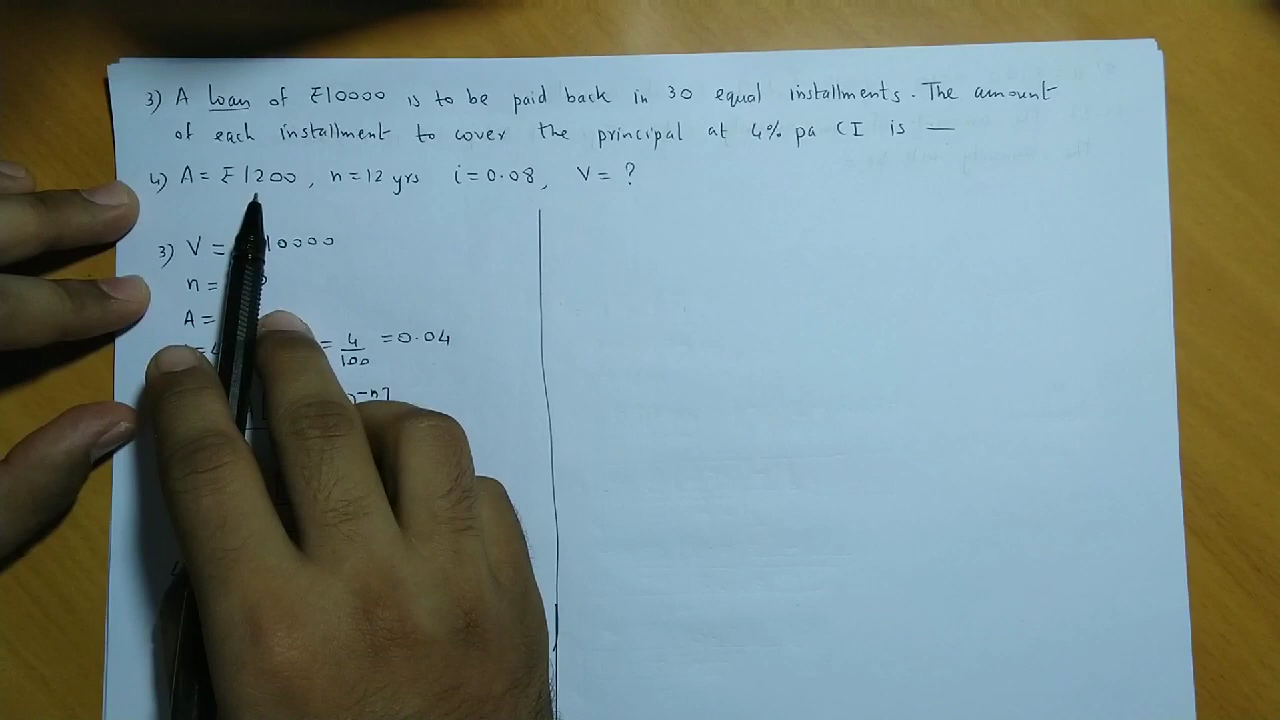 3) A loan of ₹10000 is to be paid back in 30 equal installments. The amount
of each installment to cover the principal at 4% pa CI is —
4) A = ₹1200, n = 12 yrs i = 0.08, V = ?
3) V = 10000
n =
A =
= 4/100 = 0.04